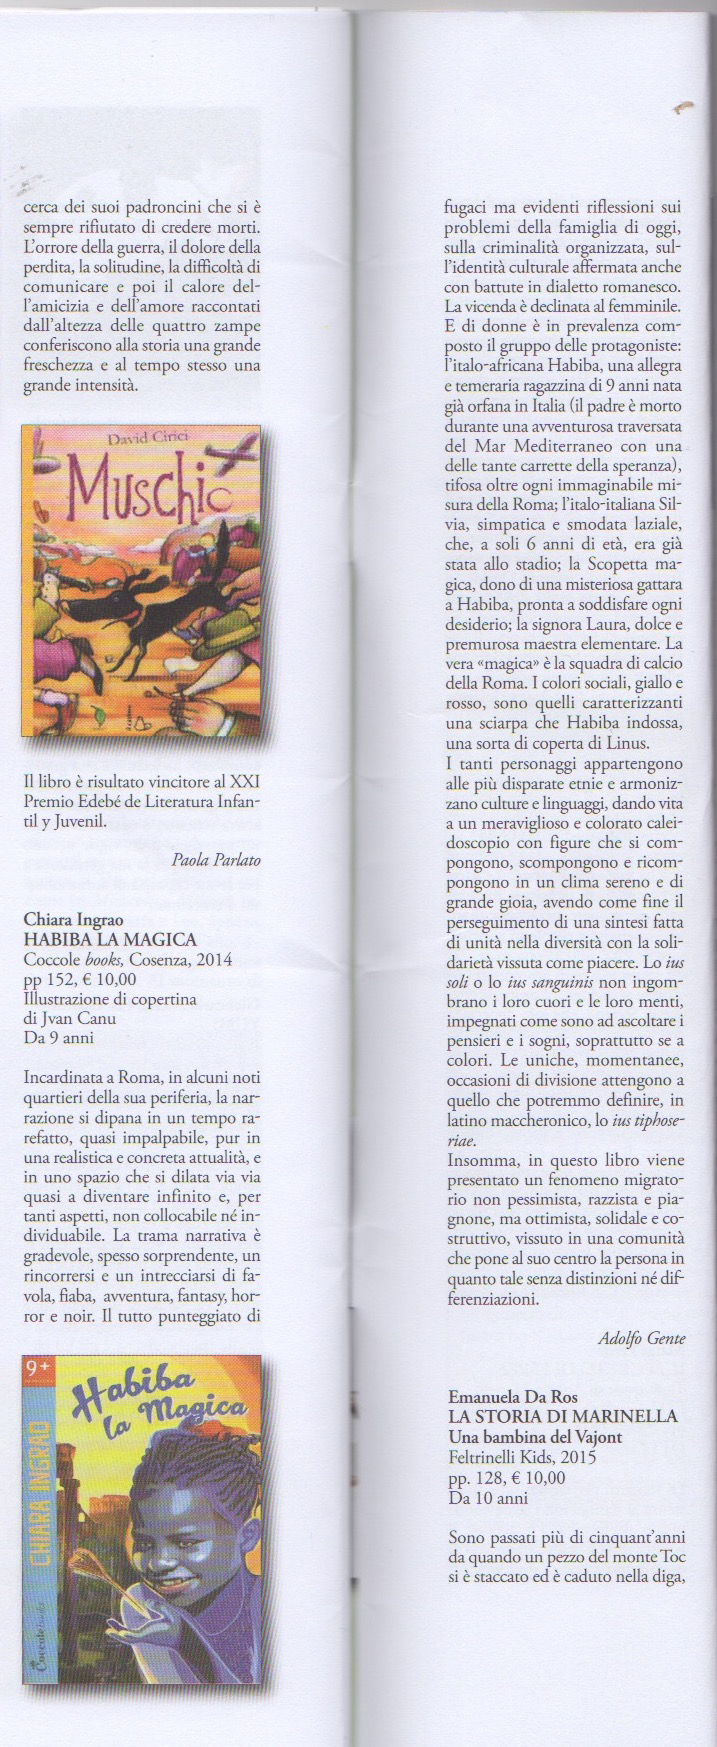 cerca dei suoi padroncini che si è
sempre rifiutato di credere morti.
L'orrore della guerra, il dolore della
perdita, la solitudine, la difficoltà di
comunicare e poi il calore del-
l'amicizia e dell'amore raccontati
dall'altezza delle quattro zampe
conferiscono alla storia una grande
freschezza e al tempo stesso una
grande intensità.
David Cirici
Muschio
Il libro è risultato vincitore al XXI
Premio Edebé de Literatura Infan-
til y Juvenil.
Paola Parlato
Chiara Ingrao
HABIBA LA MAGICA
Coccole books, Cosenza, 2014
pp 152, € 10,00
Illustrazione di copertina
di Jvan Canu
Da 9 anni
Incardinata a Roma, in alcuni noti
quartieri della sua periferia, la nar-
razione si dipana in un tempo ra-
refatto, quasi impalpabile, pur in
una realistica e concreta attualità, e
in uno spazio che si dilata via via
quasi a diventare infinito e, per
tanti aspetti, non collocabile né in-
dividuabile. La trama narrativa è
gradevole, spesso sorprendente, un
rincorrersi e un intrecciarsi di fa-
vola, fiaba, avventura, fantasy, hor-
ror e noir. Il tutto punteggiato di
9+
Habiba
la Magica
CHIARA INGRAO
Coccole books
fugaci ma evidenti riflessioni sui
problemi della famiglia di oggi,
sulla criminalità organizzata, sul-
l'identità culturale affermata anche
con battute in dialetto romanesco.
La vicenda è declinata al femminile.
E di donne è in prevalenza com-
posto il gruppo delle protagoniste:
l'italo-africana Habiba, una allegra
e temeraria ragazzina di 9 anni nata
già orfana in Italia (il padre è morto
durante una avventurosa traversata
del Mar Mediterraneo con una
delle tante carrette della speranza),
tifosa oltre ogni immaginabile mi-
sura della Roma; l'italo-italiana Sil-
via, simpatica e smodata laziale,
che, a soli 6 anni di età, era già
stata allo stadio; la Scopetta ma-
gica, dono di una misteriosa gattara
a Habiba, pronta a soddisfare ogni
desiderio; la signora Laura, dolce e
premurosa maestra elementare. La
vera «magica» è la squadra di calcio
della Roma. I colori sociali, giallo e
rosso, sono quelli caratterizzanti
una sciarpa che Habiba indossa,
una sorta di coperta di Linus.
I tanti personaggi appartengono
alle più disparate etnie e armoniz-
zano culture e linguaggi, dando vita
a un meraviglioso e colorato calei-
doscopio con figure che si com-
pongono, scompongono e ricom-
pongono in un clima sereno e di
grande gioia, avendo come fine il
perseguimento di una sintesi fatta
di unità nella diversità con la soli-
darietà vissuta come piacere. Lo ius
soli o lo ius sanguinis non ingom-
brano i loro cuori e le loro menti,
impegnati come sono ad ascoltare i
pensieri e i sogni, soprattutto se a
colori. Le uniche, momentanee,
occasioni di divisione attengono a
quello che potremmo definire, in
latino maccheronico, lo ius tiphose-
riae.
Insomma, in questo libro viene
presentato un fenomeno migrato-
rio non pessimista, razzista e pia-
gnone, ma ottimista, solidale e co-
struttivo, vissuto in una comunità
che pone al suo centro la persona in
quanto tale senza distinzioni né dif-
ferenziazioni.
Adolfo Gente
Emanuela Da Ros
LA STORIA DI MARINELLA
Una bambina del Vajont
Feltrinelli Kids, 2015
pp. 128, € 10,00
Da 10 anni
Sono passati più di cinquant'anni
da quando un pezzo del monte Toc
si è staccato ed è caduto nella diga,